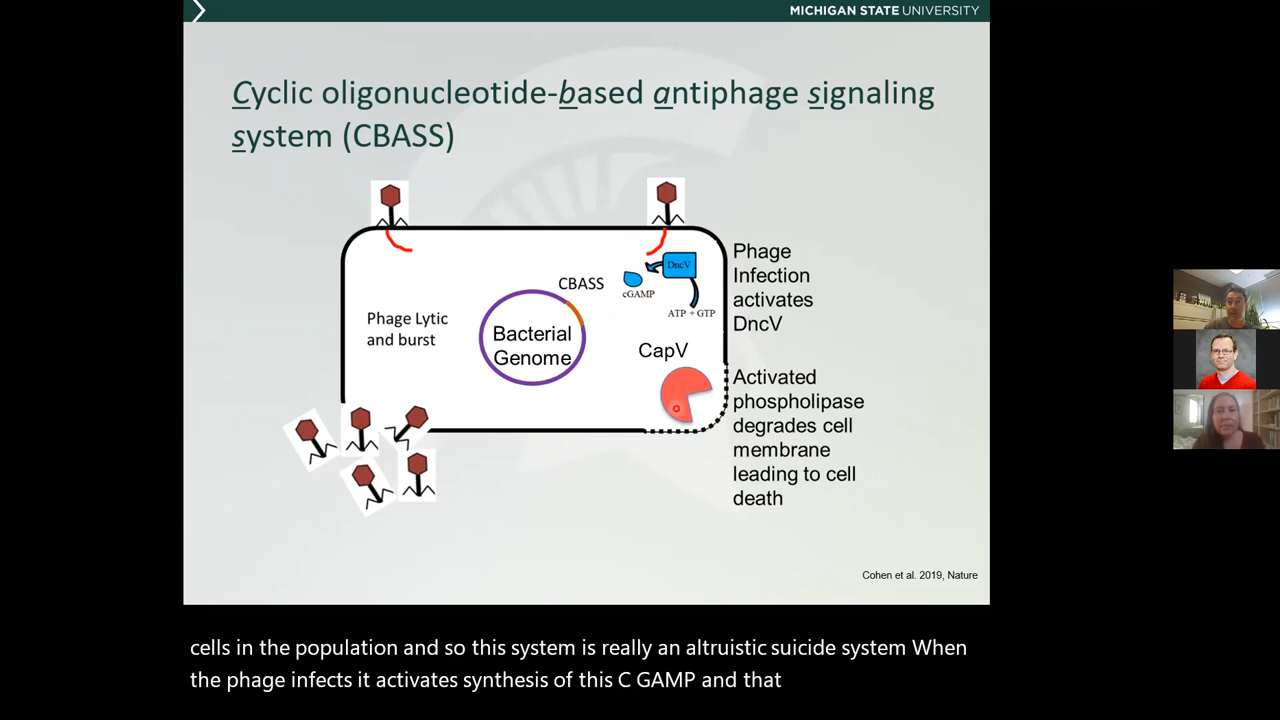 MICHIGAN STATE UNIVERSITY
Cyclic oligonucleotide-based antiphage signaling
system (CBASS)
Phage
Infection
activates
DncV
DncV
CBASS
cGAMP
ATP + GTP
Phage Lytic
and burst
Bacterial
Genome
CapV
Activated
phospholipase
degrades cell
membrane
leading to cell
death
Cohen et al. 2019, Nature
cells in the population and so this system is really an altruistic suicide system When
the phage infects it activates synthesis of this C GAMP and that